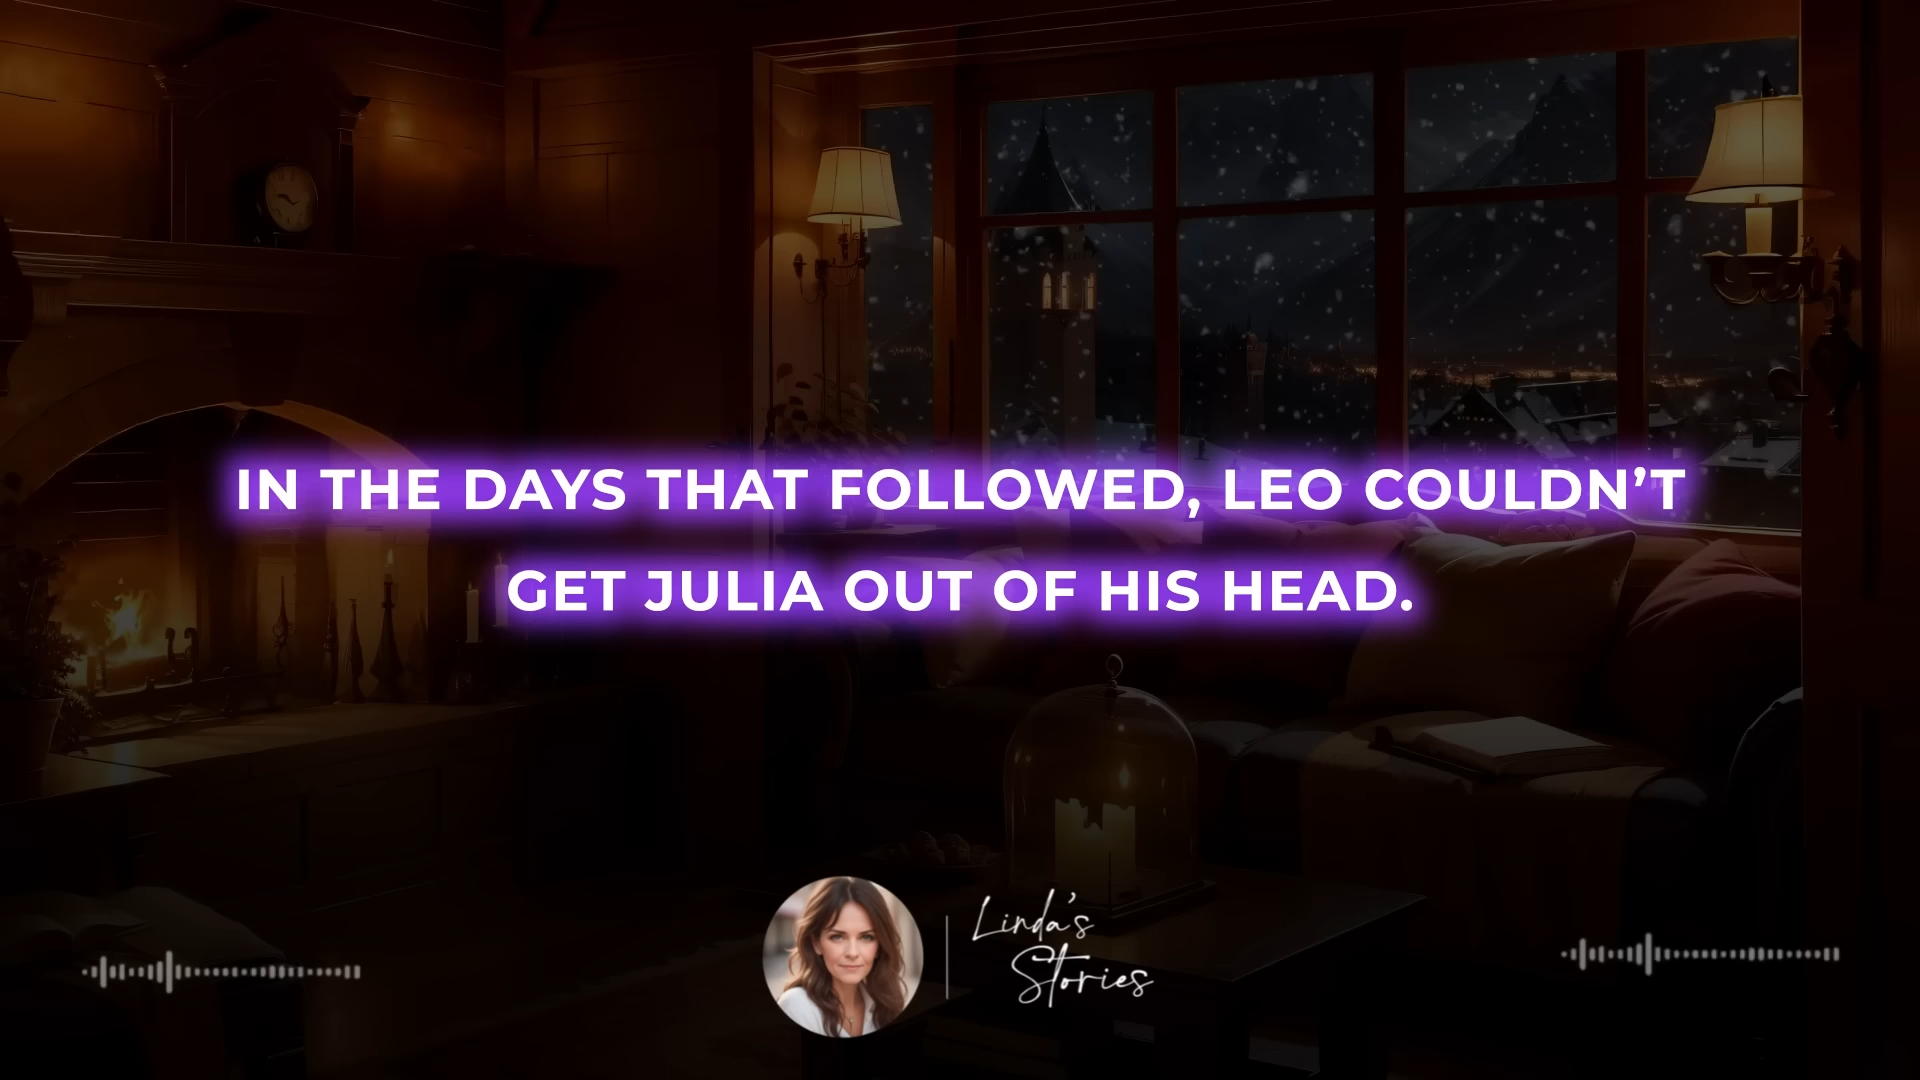 IN THE DAYS THAT FOLLOWED, LEO COULDN’T
GET JULIA OUT OF HIS HEAD.
Linda's
Stories